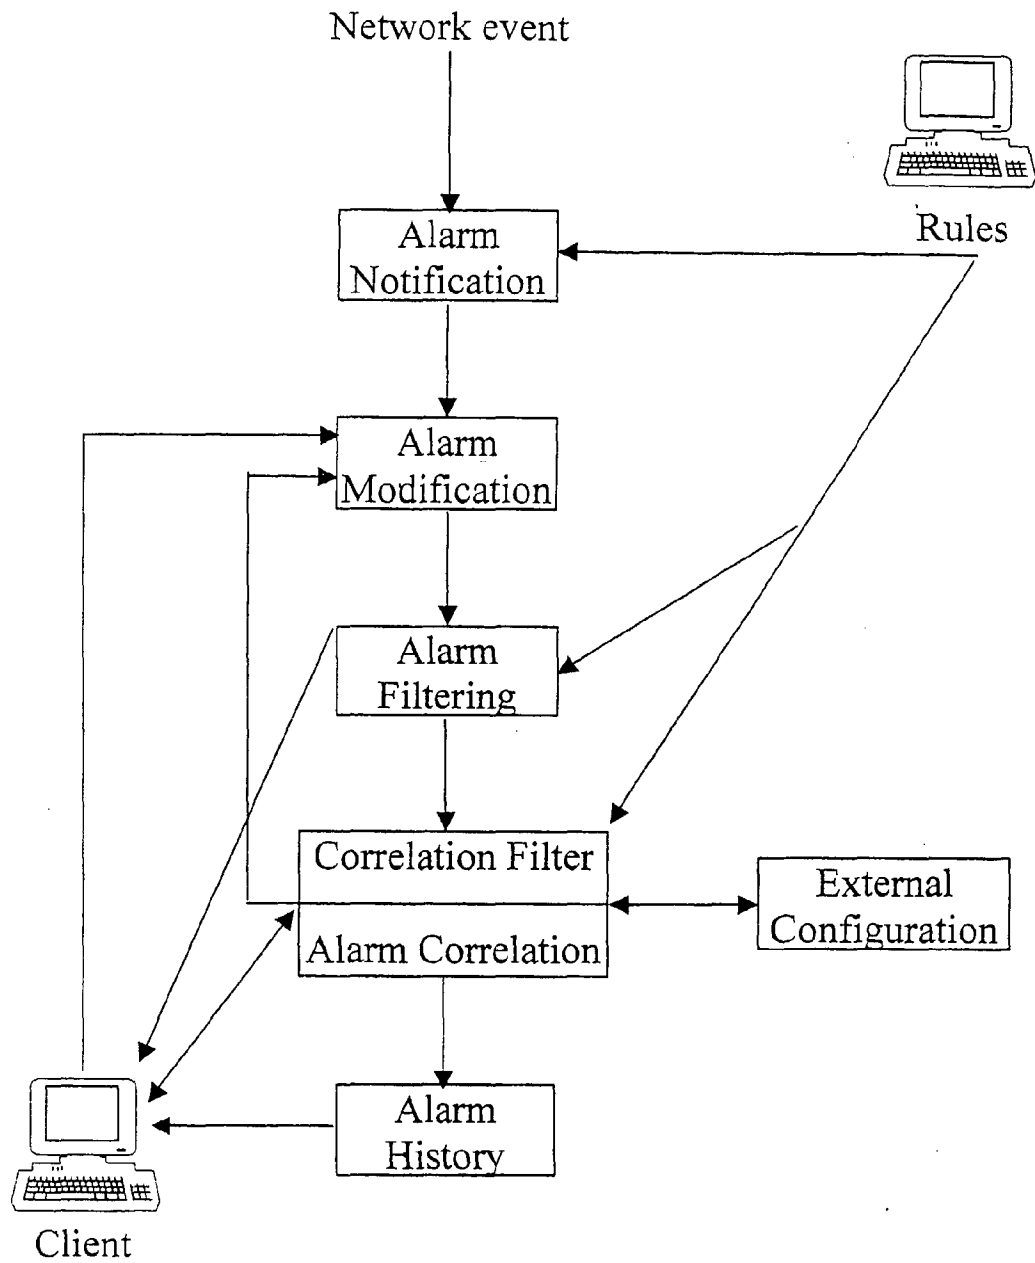 Network event
Rules
Alarm
Notification
Alarm
Modification
Alarm
Filtering
Correlation Filter
Alarm Correlation
External
Configuration
Alarm
History
Client